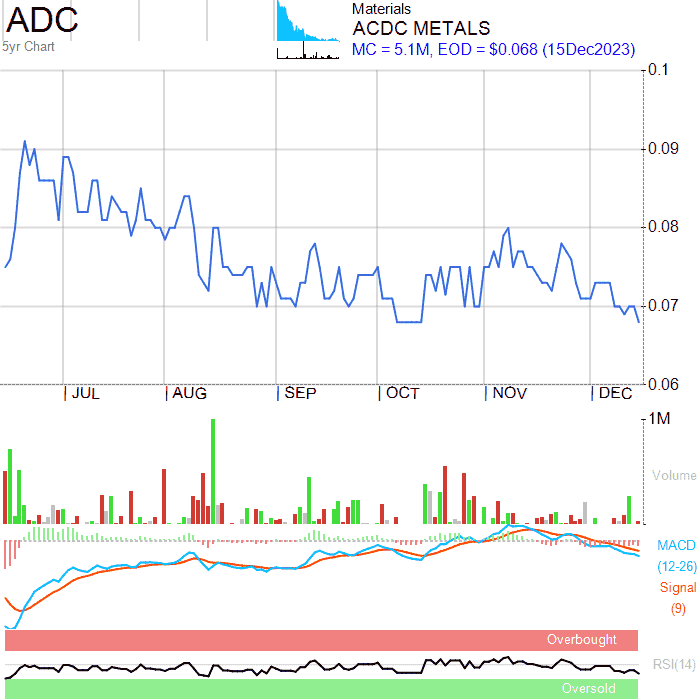 ADC
5yr Chart
Materials
ACDC METALS
MC = 5.1M, EOD = $0.068 (15Dec2023)
0.1
0.09
0.08
0.07
0.06
JUL AUG SEP OCT NOV DEC
1M
Volume
MACD
(12-26)
Signal
(9)
Overbought
RSI(14)
Oversold